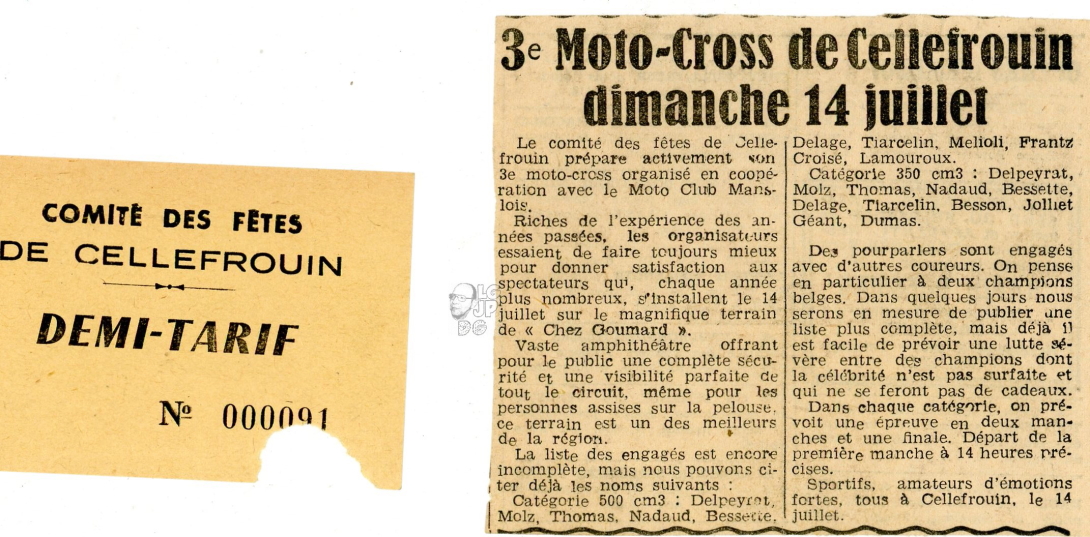 COMITÉ DES FÊTES
DE CELLEFROUIN
DEMI-TARIF
Nº 000091
3e Moto-Cross de Cellefrouin
dimanche 14 juillet
Le comité des fêtes de Celle-
frouin prépare activement son
3e moto-cross organisé en coopé-
ration avec le Moto Club Mans-
lois.
Riches de l'expérience des an-
nées passées, les organisateurs
essaient de faire toujours mieux
pour donner satisfaction aux
spectateurs qui, chaque année
plus nombreux, s'installent le 14
juillet sur le magnifique terrain
de « Chez Goumard ».
Vaste amphithéâtre offrant
pour le public une complète sécu-
rité et une visibilité parfaite de
tout le circuit, même pour les
personnes assises sur la pelouse,
ce terrain est un des meilleurs
de la région.
La liste des engagés est encore
incomplète, mais nous pouvons ci-
ter déjà les noms suivants :
Catégorie 500 cm3 : Delpeyrat,
Molz, Thomas, Nadaud, Bessette,
Delage, Tiarcelin, Melioli, Frantz
Croisé, Lamouroux.
Catégorie 350 cm3 : Delpeyrat,
Molz, Thomas, Nadaud, Bessette,
Delage, Tiarcelin, Besson, Jolliet
Géant, Dumas.
Des pourparlers sont engagés
avec d'autres coureurs. On pense
en particulier à deux champions
belges. Dans quelques jours nous
serons en mesure de publier une
liste plus complète, mais déjà il
est facile de prévoir une lutte sé-
vère entre des champions dont
la célébrité n'est pas surfaite et
qui ne se feront pas de cadeaux.
Dans chaque catégorie, on pré-
voit une épreuve en deux man-
ches et une finale. Départ de la
première manche à 14 heures pré-
cises.
Sportifs, amateurs d'émotions
fortes, tous à Cellefrouin, le 14
juillet.